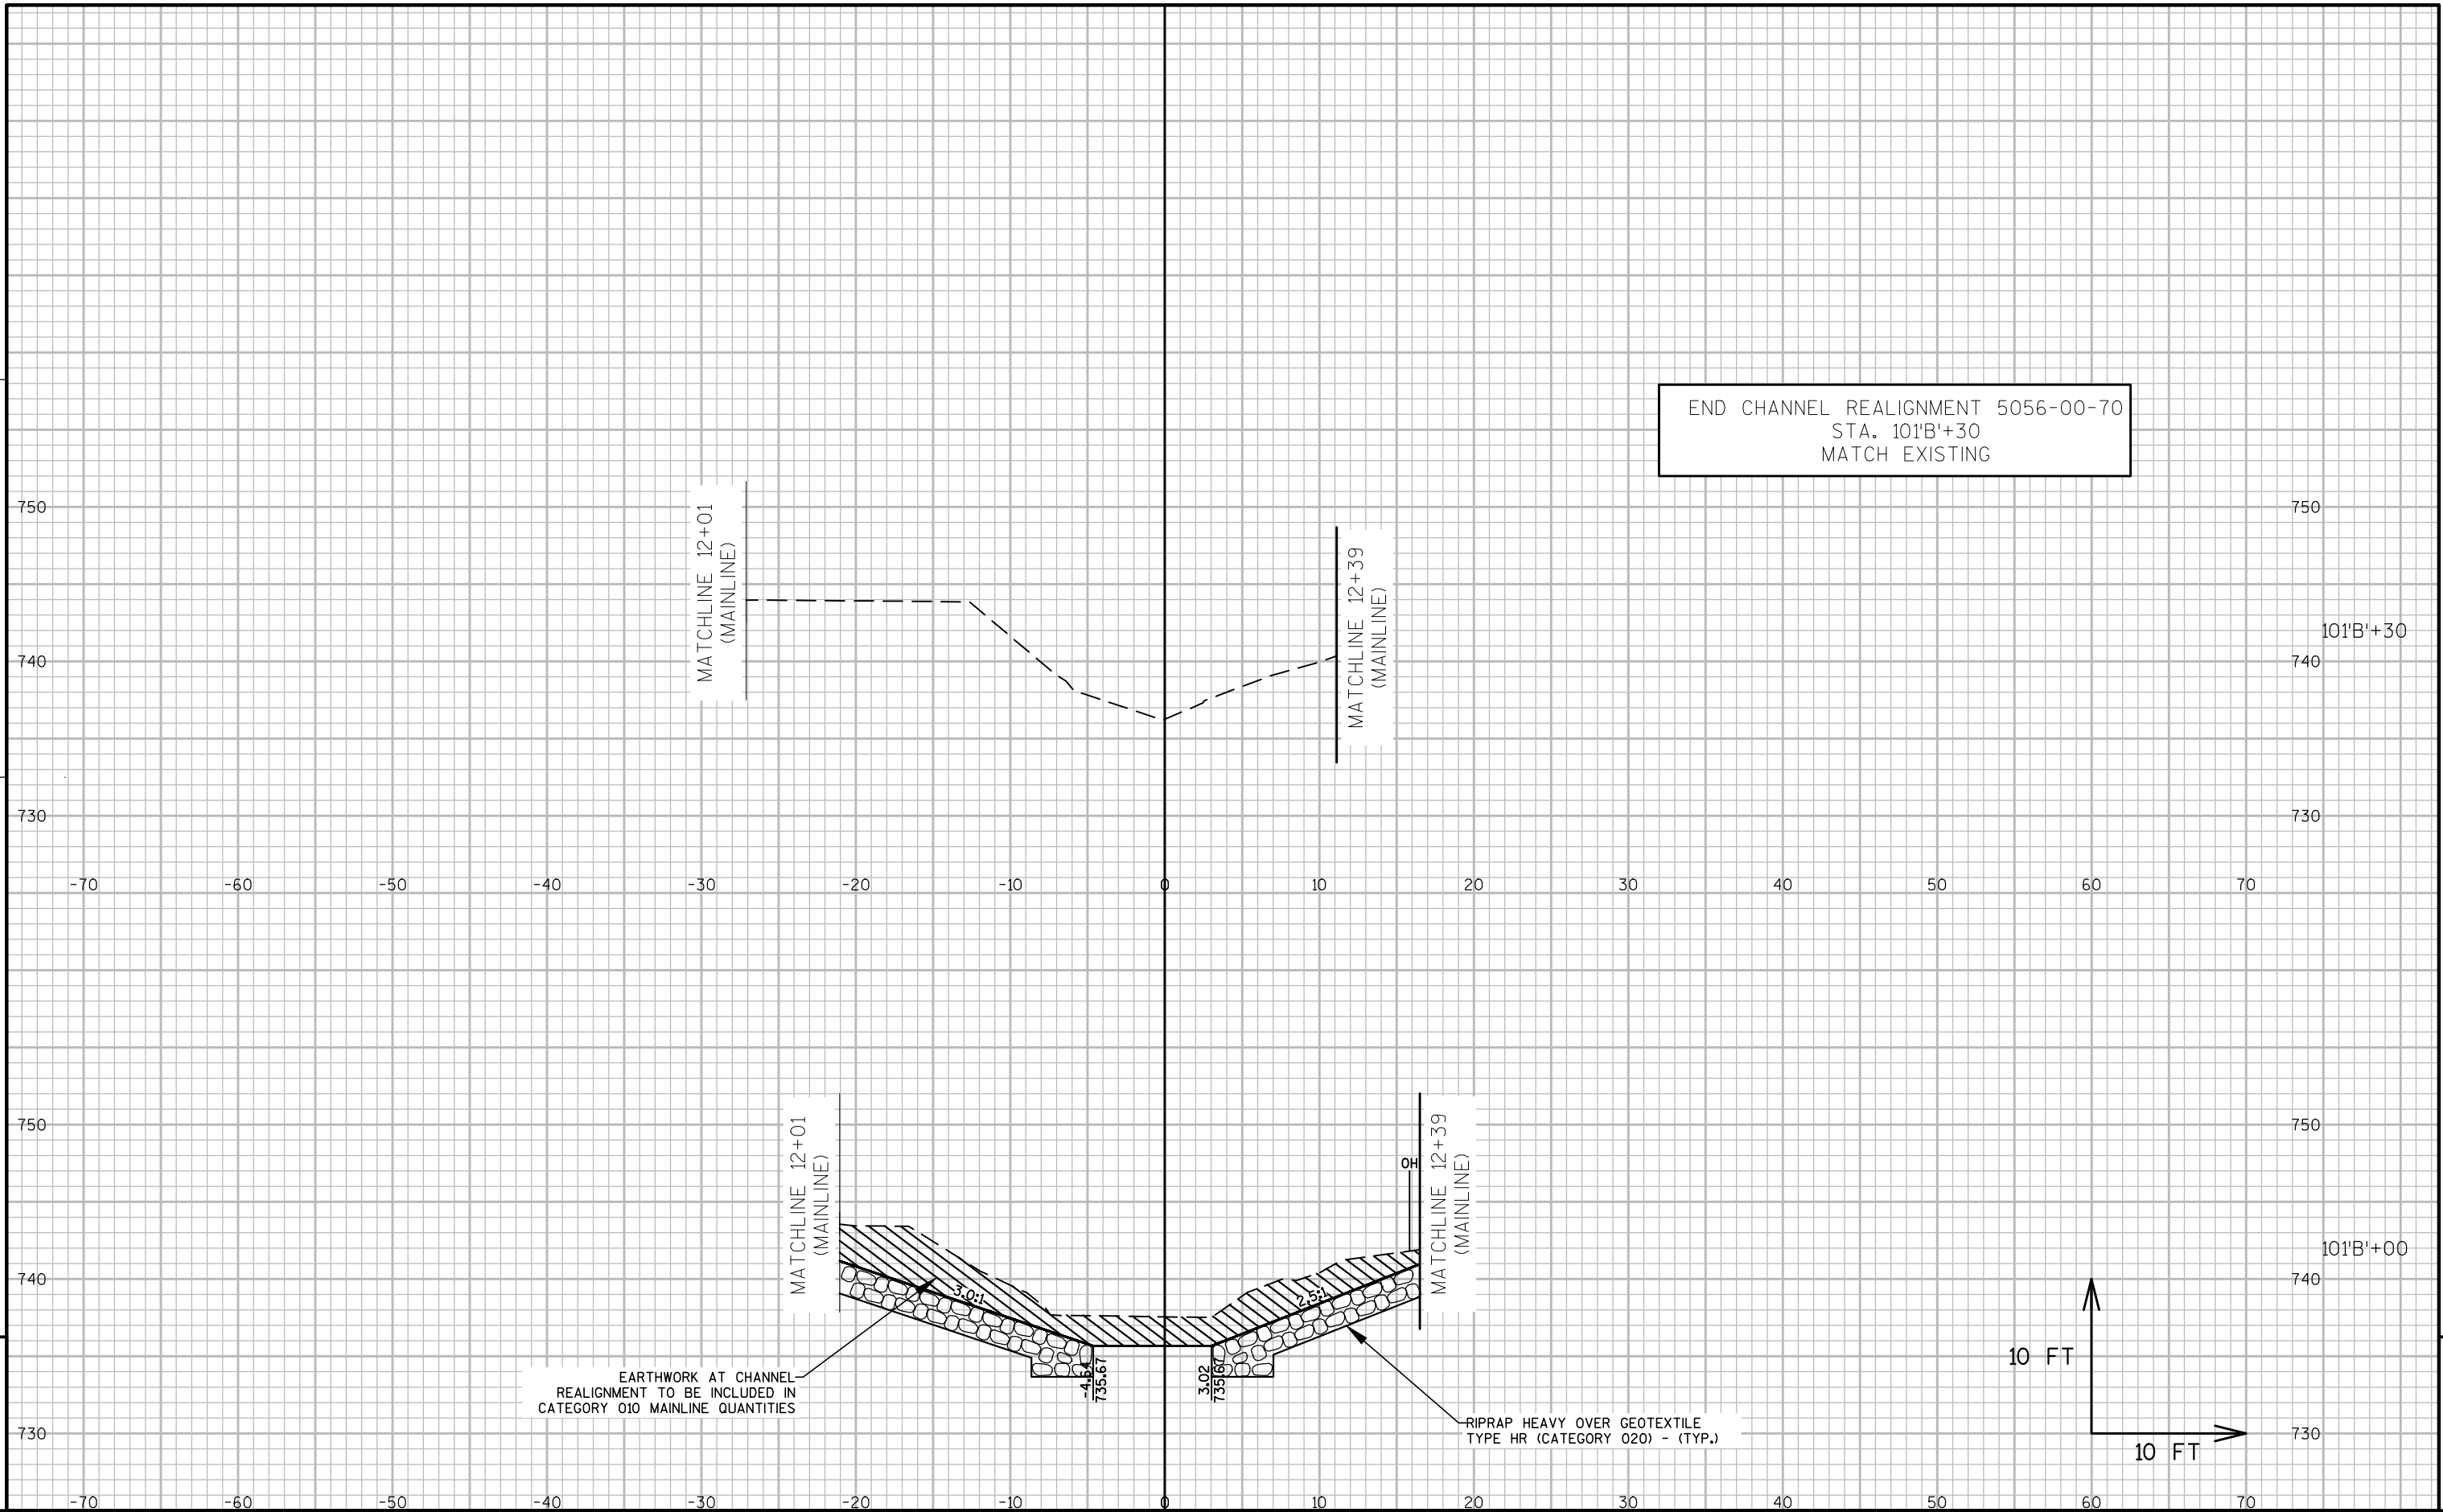 END CHANNEL REALIGNMENT 5056-00-70
STA. 101'B'+30
MATCH EXISTING
MATCHLINE 12+01
(MAINLINE)
MATCHLINE 12+39
(MAINLINE)
750
750
101'B'+30
740
740
730
730
-70 -60 -50 -40 -30 -20 -10 0 10 20 30 40 50 60 70
MATCHLINE 12+01
(MAINLINE)
OH
MATCHLINE 12+39
(MAINLINE)
750
750
101'B'+00
740
740
3.0:1
2.5:1
-4.64
735.67
3.02
735.67
EARTHWORK AT CHANNEL
REALIGNMENT TO BE INCLUDED IN
CATEGORY 010 MAINLINE QUANTITIES
RIPRAP HEAVY OVER GEOTEXTILE
TYPE HR (CATEGORY 020) - (TYP.)
10 FT
10 FT
730
730
-70 -60 -50 -40 -30 -20 -10 0 10 20 30 40 50 60 70